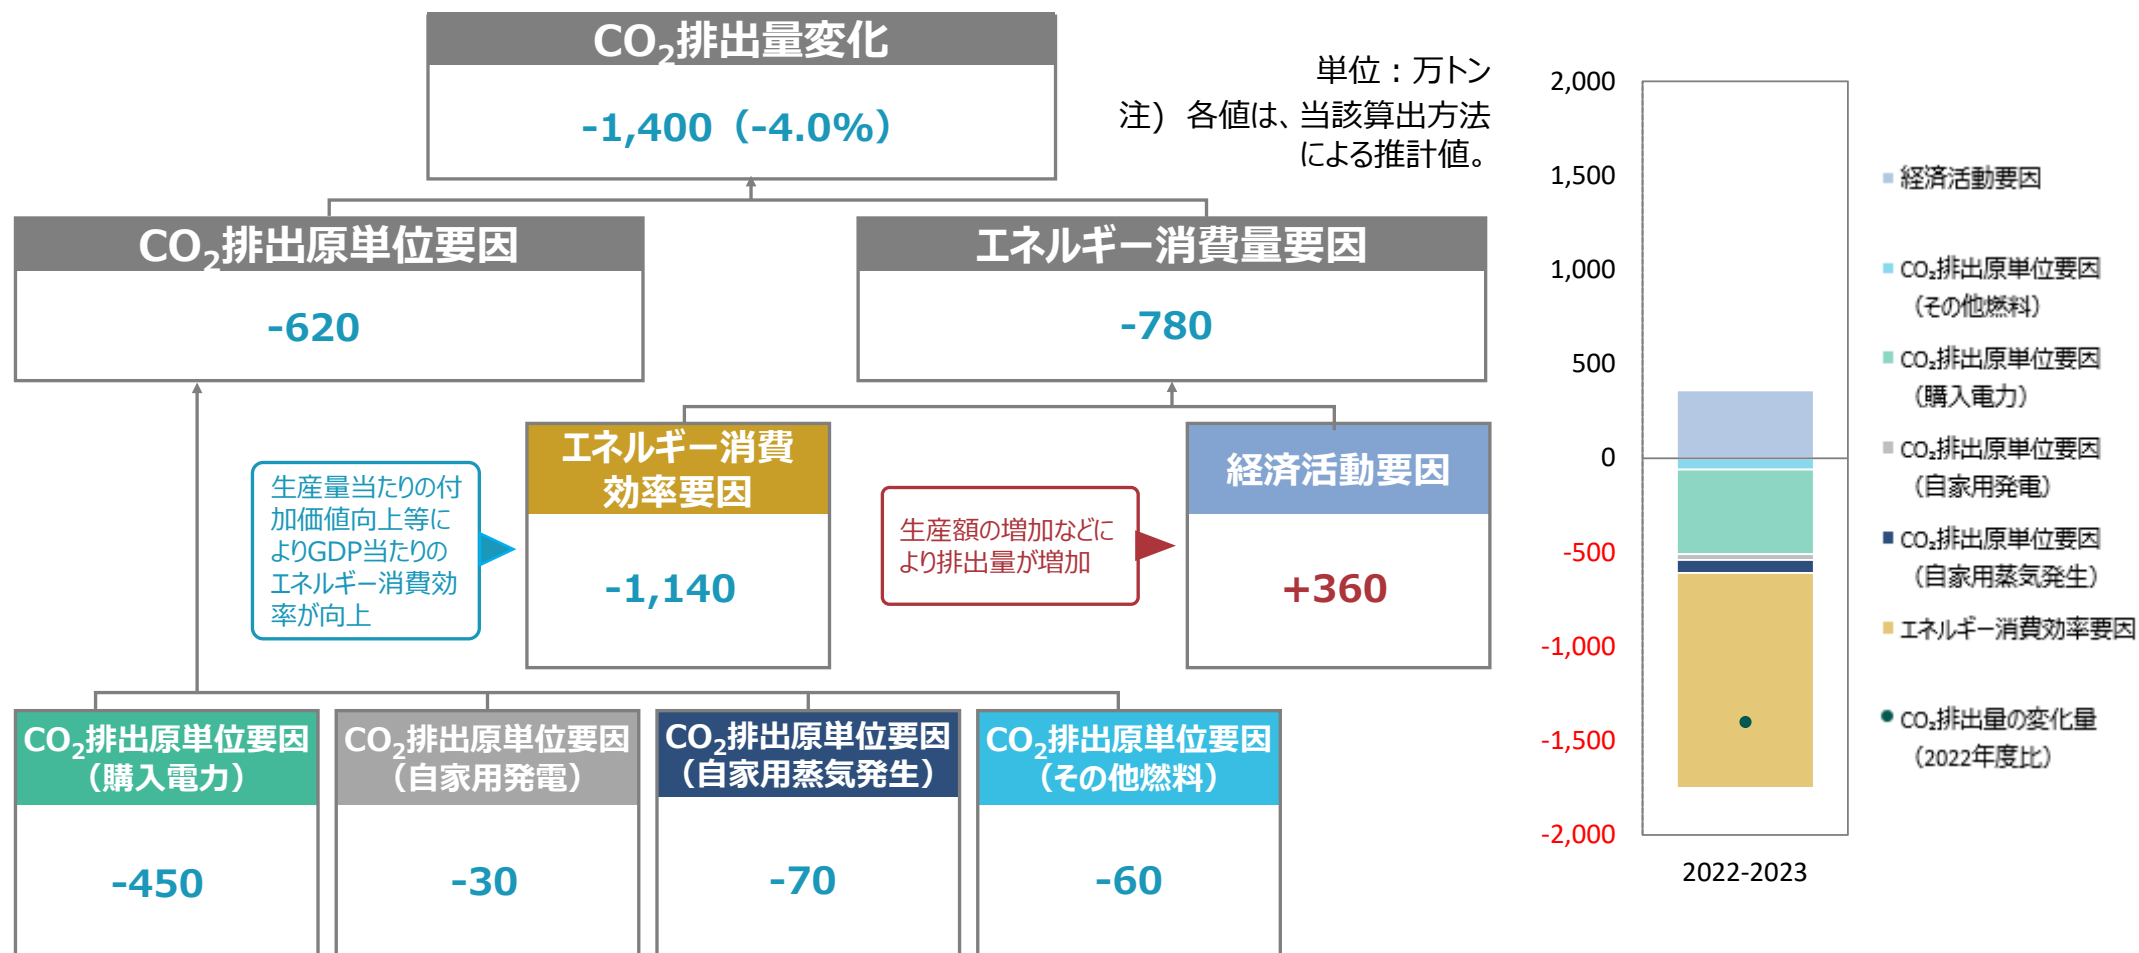 CO₂排出量変化
-1,400（-4.0%）
単位：万トン
注）各値は、当該算出方法
による推計値。
CO₂排出原単位要因
-620
エネルギー消費量要因
-780
生産量当たりの付
加価値向上等に
よりGDP当たりの
エネルギー消費効
率が向上
エネルギー消費
効率要因
-1,140
生産額の増加などに
より排出量が増加
経済活動要因
+360
CO₂排出原単位要因
（購入電力）
-450
CO₂排出原単位要因
（自家用発電）
-30
CO₂排出原単位要因
（自家用蒸気発生）
-70
CO₂排出原単位要因
（その他燃料）
-60
2,000
1,500
1,000
500
0
-500
-1,000
-1,500
-2,000
2022-2023
経済活動要因
CO₂排出原単位要因
（その他燃料）
CO₂排出原単位要因
（購入電力）
CO₂排出原単位要因
（自家用発電）
CO₂排出原単位要因
（自家用蒸気発生）
エネルギー消費効率要因
CO₂排出量の変化量
（2022年度比）